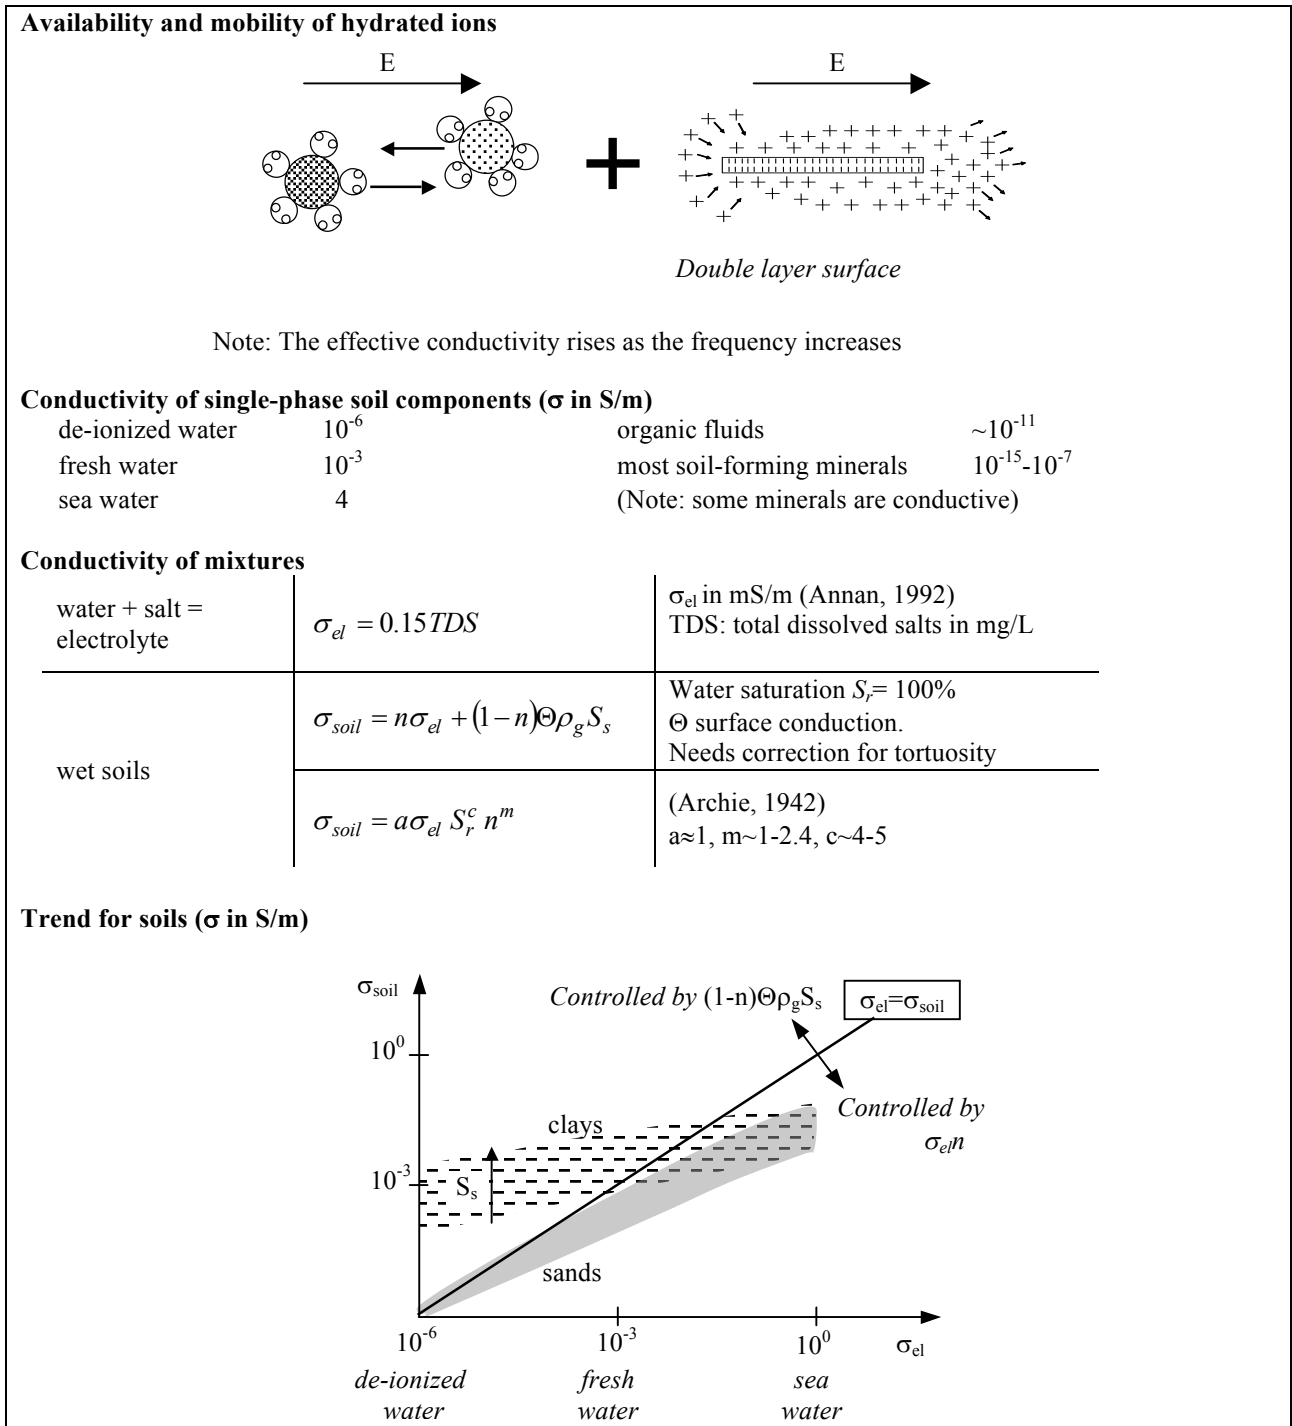 Availability and mobility of hydrated ions
E E
+
Double layer surface
Note: The effective conductivity rises as the frequency increases
Conductivity of single-phase soil components (σ in S/m)
de-ionized water 10⁻⁶ organic fluids ~10⁻¹¹
fresh water 10⁻³ most soil-forming minerals 10⁻¹⁵-10⁻⁷
sea water 4 (Note: some minerals are conductive)
Conductivity of mixtures
water + salt =
electrolyte
σel = 0.15TDS
σel in mS/m (Annan, 1992)
TDS: total dissolved salts in mg/L
wet soils
σsoil = nσel + (1−n)ΘρgSs
Water saturation Sr= 100%
Θ surface conduction.
Needs correction for tortuosity
σsoil = aσel Sr^c n^m
(Archie, 1942)
a≈1, m~1-2.4, c~4-5
Trend for soils (σ in S/m)
σsoil
Controlled by (1-n)ΘρgSs
σel=σsoil
10⁰
Controlled by
σeln
clays
10⁻³
Ss
sands
10⁻⁶ 10⁻³ 10⁰ σel
de-ionized fresh sea
water water water